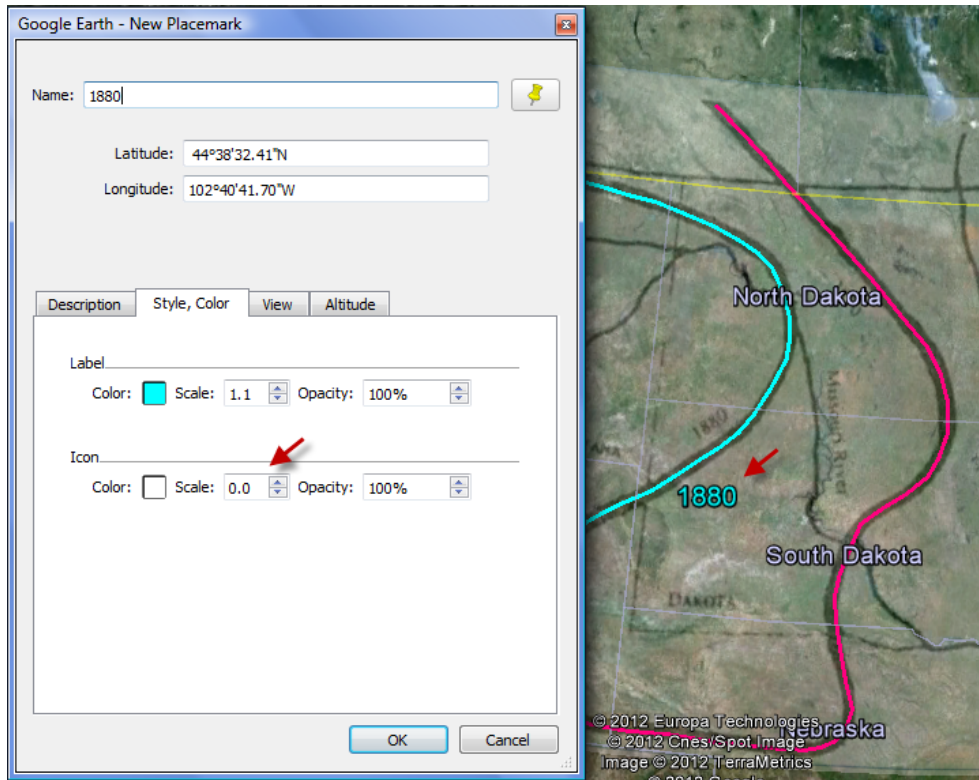 Google Earth - New Placemark
Name: 1880
Latitude: 44°38'32.41"N
Longitude: 102°40'41.70"W
Description Style, Color View Altitude
Label
Color: Scale: 1.1 Opacity: 100%
Icon
Color: Scale: 0.0 Opacity: 100%
OK Cancel
North Dakota
Missouri River
1880
1880
South Dakota
DAKOTA
Nebraska
© 2012 Europa Technologies
© 2012 Cnes/Spot Image
Image © 2012 TerraMetrics